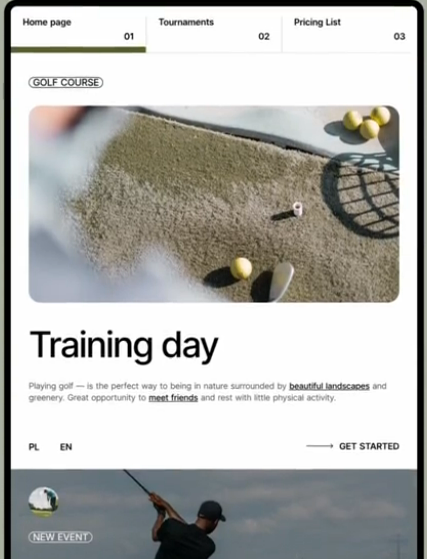 Home page
01
Tournaments
02
Pricing List
03
GOLF COURSE
Training day
Playing golf — is the perfect way to being in nature surrounded by beautiful landscapes and
greenery. Great opportunity to meet friends and rest with little physical activity.
PL EN
GET STARTED
NEW EVENT